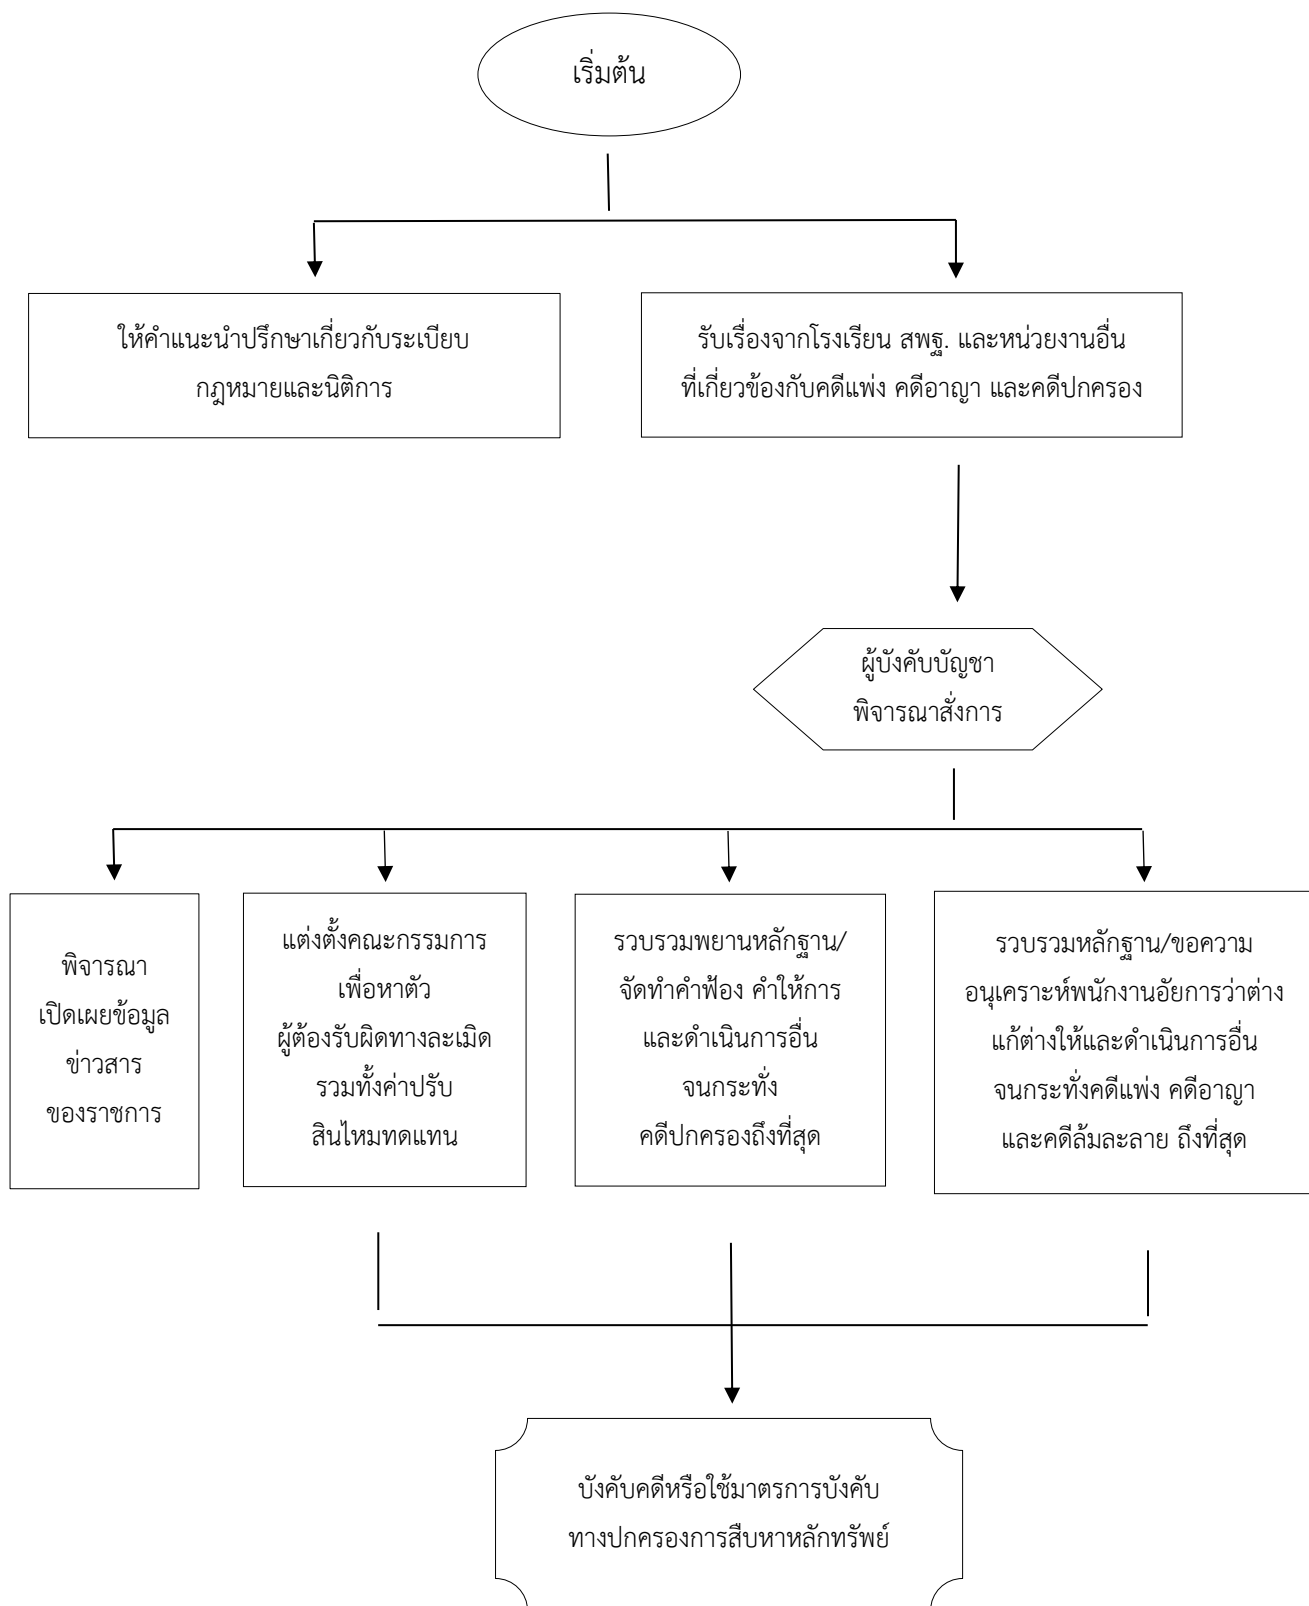 เริ่มต้น
ให้คำแนะนำปรึกษาเกี่ยวกับระเบียบ
กฎหมายและนิติการ
รับเรื่องจากโรงเรียน สพฐ. และหน่วยงานอื่น
ที่เกี่ยวข้องกับคดีแพ่ง คดีอาญา และคดีปกครอง
ผู้บังคับบัญชา
พิจารณาสั่งการ
พิจารณา
เปิดเผยข้อมูล
ข่าวสาร
ของราชการ
แต่งตั้งคณะกรรมการ
เพื่อหาตัว
ผู้ต้องรับผิดทางละเมิด
รวมทั้งค่าปรับ
สินไหมทดแทน
รวบรวมพยานหลักฐาน/
จัดทำคำฟ้อง คำให้การ
และดำเนินการอื่น
จนกระทั่ง
คดีปกครองถึงที่สุด
รวบรวมหลักฐาน/ขอความ
อนุเคราะห์พนักงานอัยการว่าต่าง
แก้ต่างให้และดำเนินการอื่น
จนกระทั่งคดีแพ่ง คดีอาญา
และคดีล้มละลาย ถึงที่สุด
บังคับคดีหรือใช้มาตรการบังคับ
ทางปกครองการสืบหาหลักทรัพย์